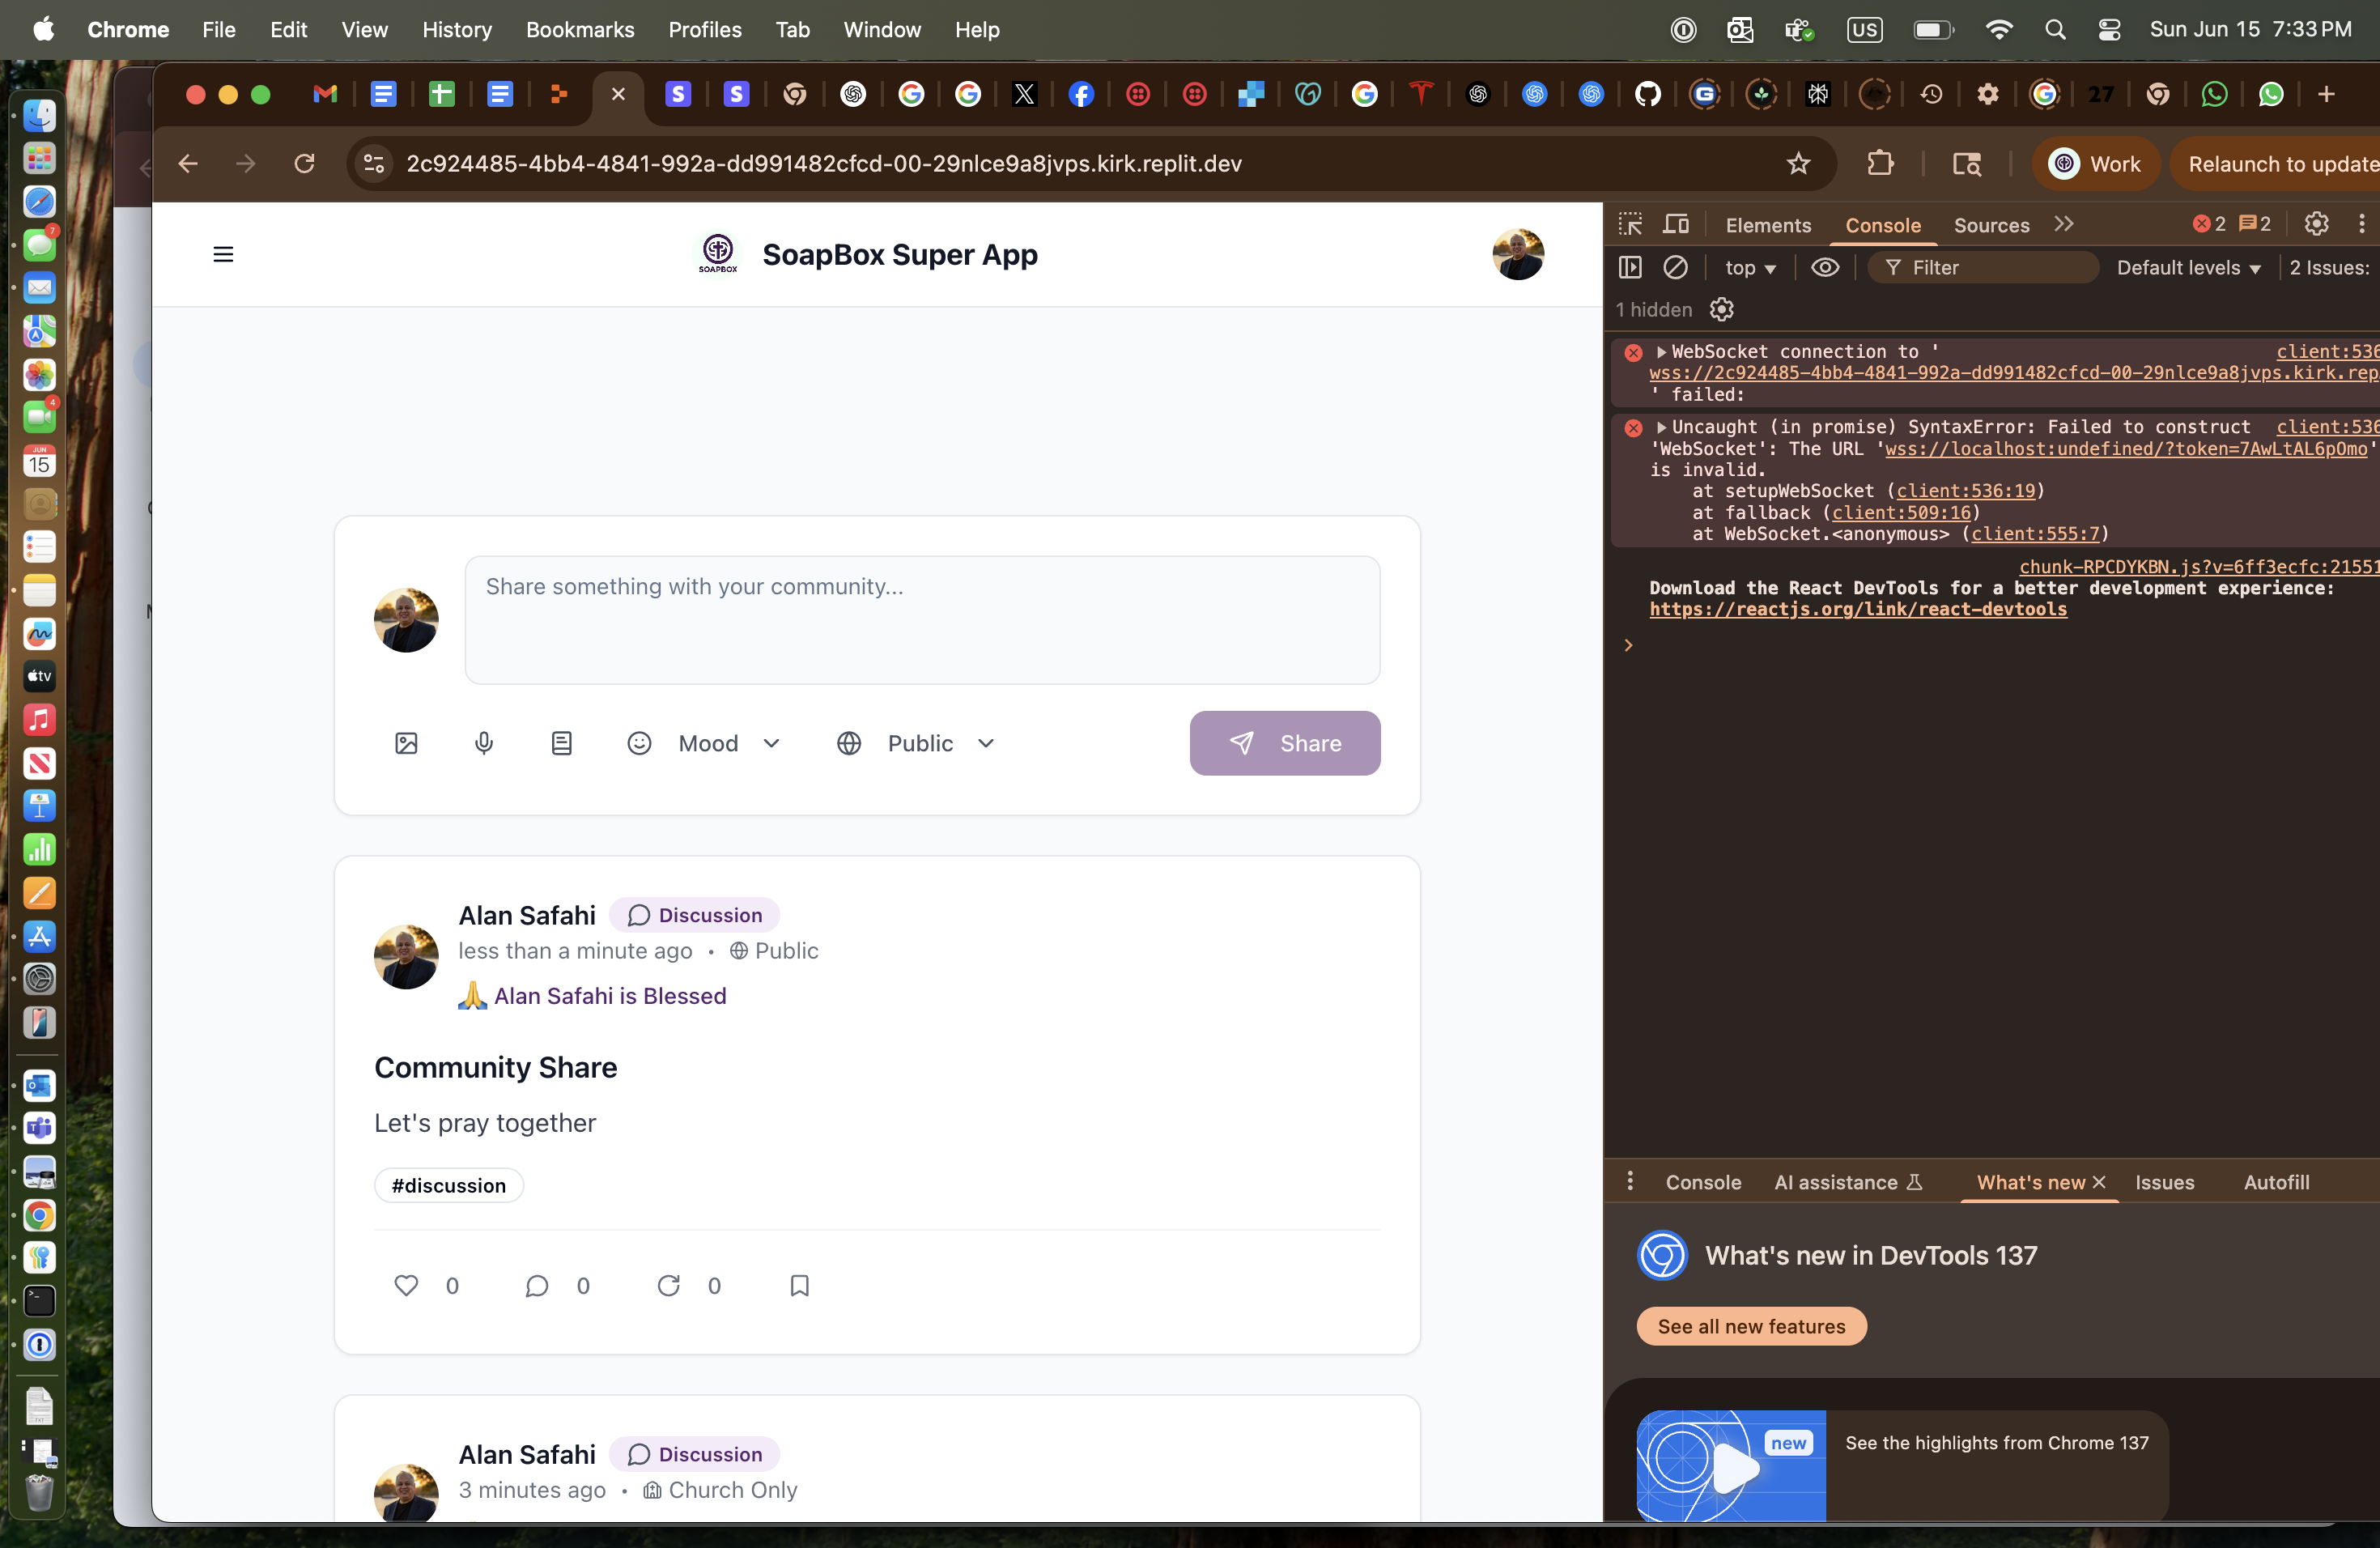 Chrome File Edit View History Bookmarks Profiles Tab Window Help US Sun Jun 15 7:33 PM
27
2c924485-4bb4-4841-992a-dd991482cfcd-00-29nlce9a8jvps.kirk.replit.dev Work Relaunch to update
SOAPBOX SoapBox Super App
Share something with your community...
Mood Public Share
Alan Safahi Discussion
less than a minute ago • Public
🙏 Alan Safahi is Blessed
Community Share
Let's pray together
#discussion
0 0 0
Alan Safahi Discussion
3 minutes ago • Church Only
Elements Console Sources 2 2
top Filter Default levels 2 Issues:
1 hidden
WebSocket connection to ' client:536
wss://2c924485-4bb4-4841-992a-dd991482cfcd-00-29nlce9a8jvps.kirk.rep
' failed:
Uncaught (in promise) SyntaxError: Failed to construct client:536
'WebSocket': The URL 'wss://localhost:undefined/?token=7AwLtAL6pOmo'
is invalid.
at setupWebSocket (client:536:19)
at fallback (client:509:16)
at WebSocket.<anonymous> (client:555:7)
chunk-RPCDYKBN.js?v=6ff3ecfc:21551
Download the React DevTools for a better development experience:
https://reactjs.org/link/react-devtools
Console AI assistance What's new Issues Autofill
What's new in DevTools 137
See all new features
new
See the highlights from Chrome 137
7
4
JUN
15
tv